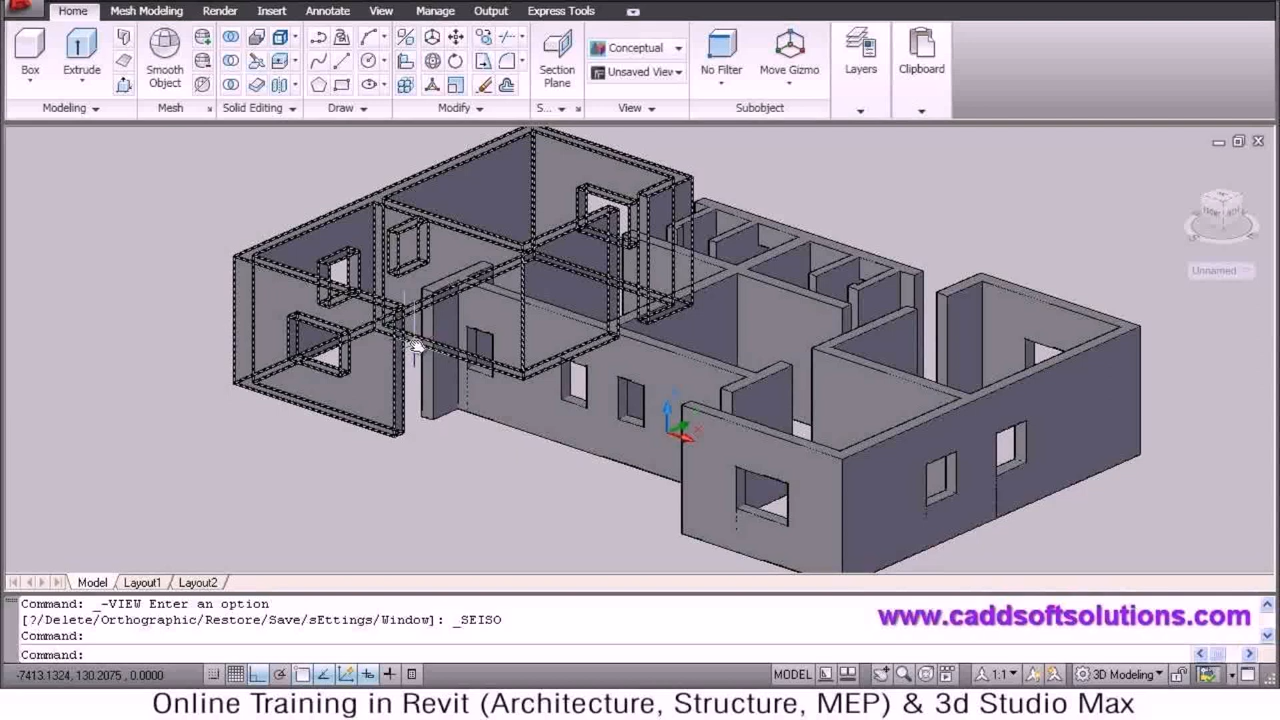 Home Mesh Modeling Render Insert Annotate View Manage Output Express Tools
Box Extrude Smooth Object Section Plane Conceptual Unsaved View No Filter Move Gizmo Layers Clipboard
Modeling Mesh Solid Editing Draw Modify S... View Subobject
Unnamed
Model Layout1 Layout2
Command: _-VIEW Enter an option
[?/Delete/Orthographic/Restore/Save/sEttings/Window]: _SEISO
Command:
Command:
www.caddsoftsolutions.com
-7413.1324, 130.2075, 0.0000 MODEL 1:1 3D Modeling
Online Training in Revit (Architecture, Structure, MEP) & 3d Studio Max